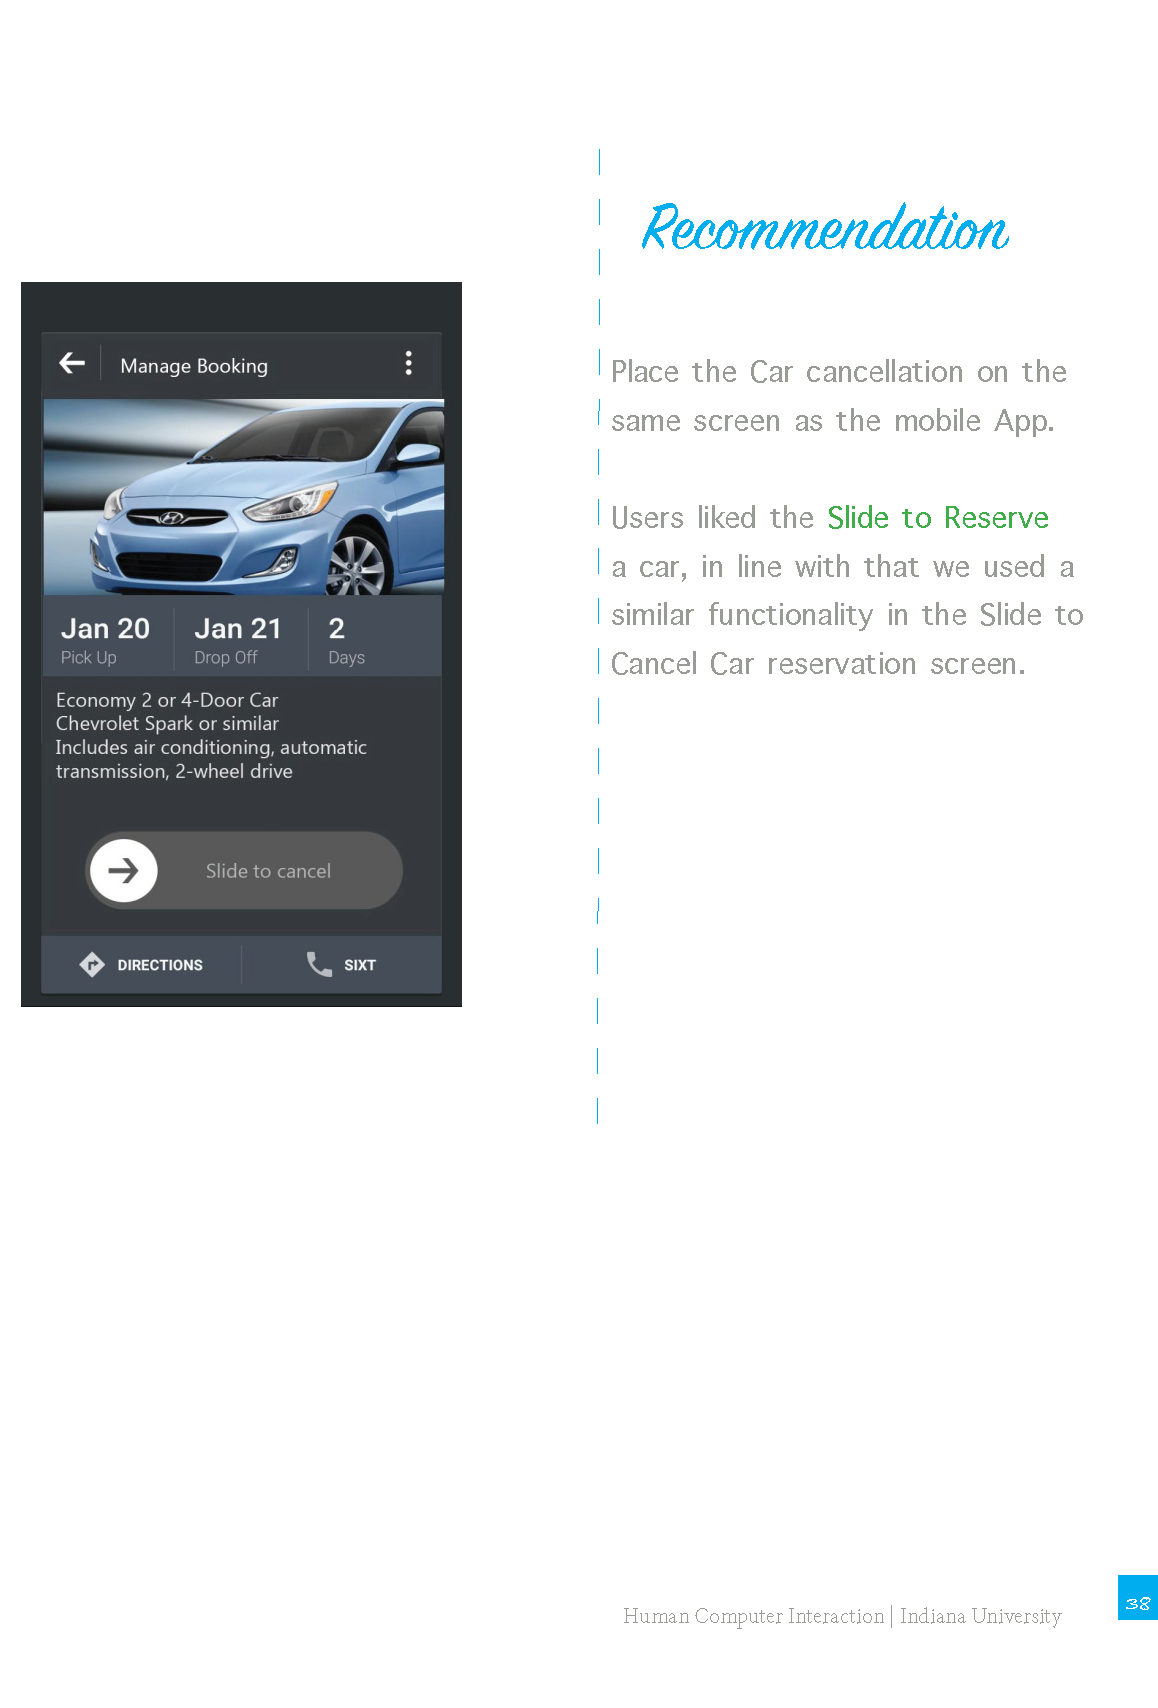 Manage Booking
Jan 20
Jan 21
2
Pick Up
Drop Off
Days
Economy 2 or 4-Door Car
Chevrolet Spark or similar
Includes air conditioning, automatic
transmission, 2-wheel drive
Slide to cancel
DIRECTIONS
SIXT
Recommendation
Place the Car cancellation on the
same screen as the mobile App.
Users liked the Slide to Reserve
a car, in line with that we used a
similar functionality in the Slide to
Cancel Car reservation screen.
Human Computer Interaction | Indiana University
38